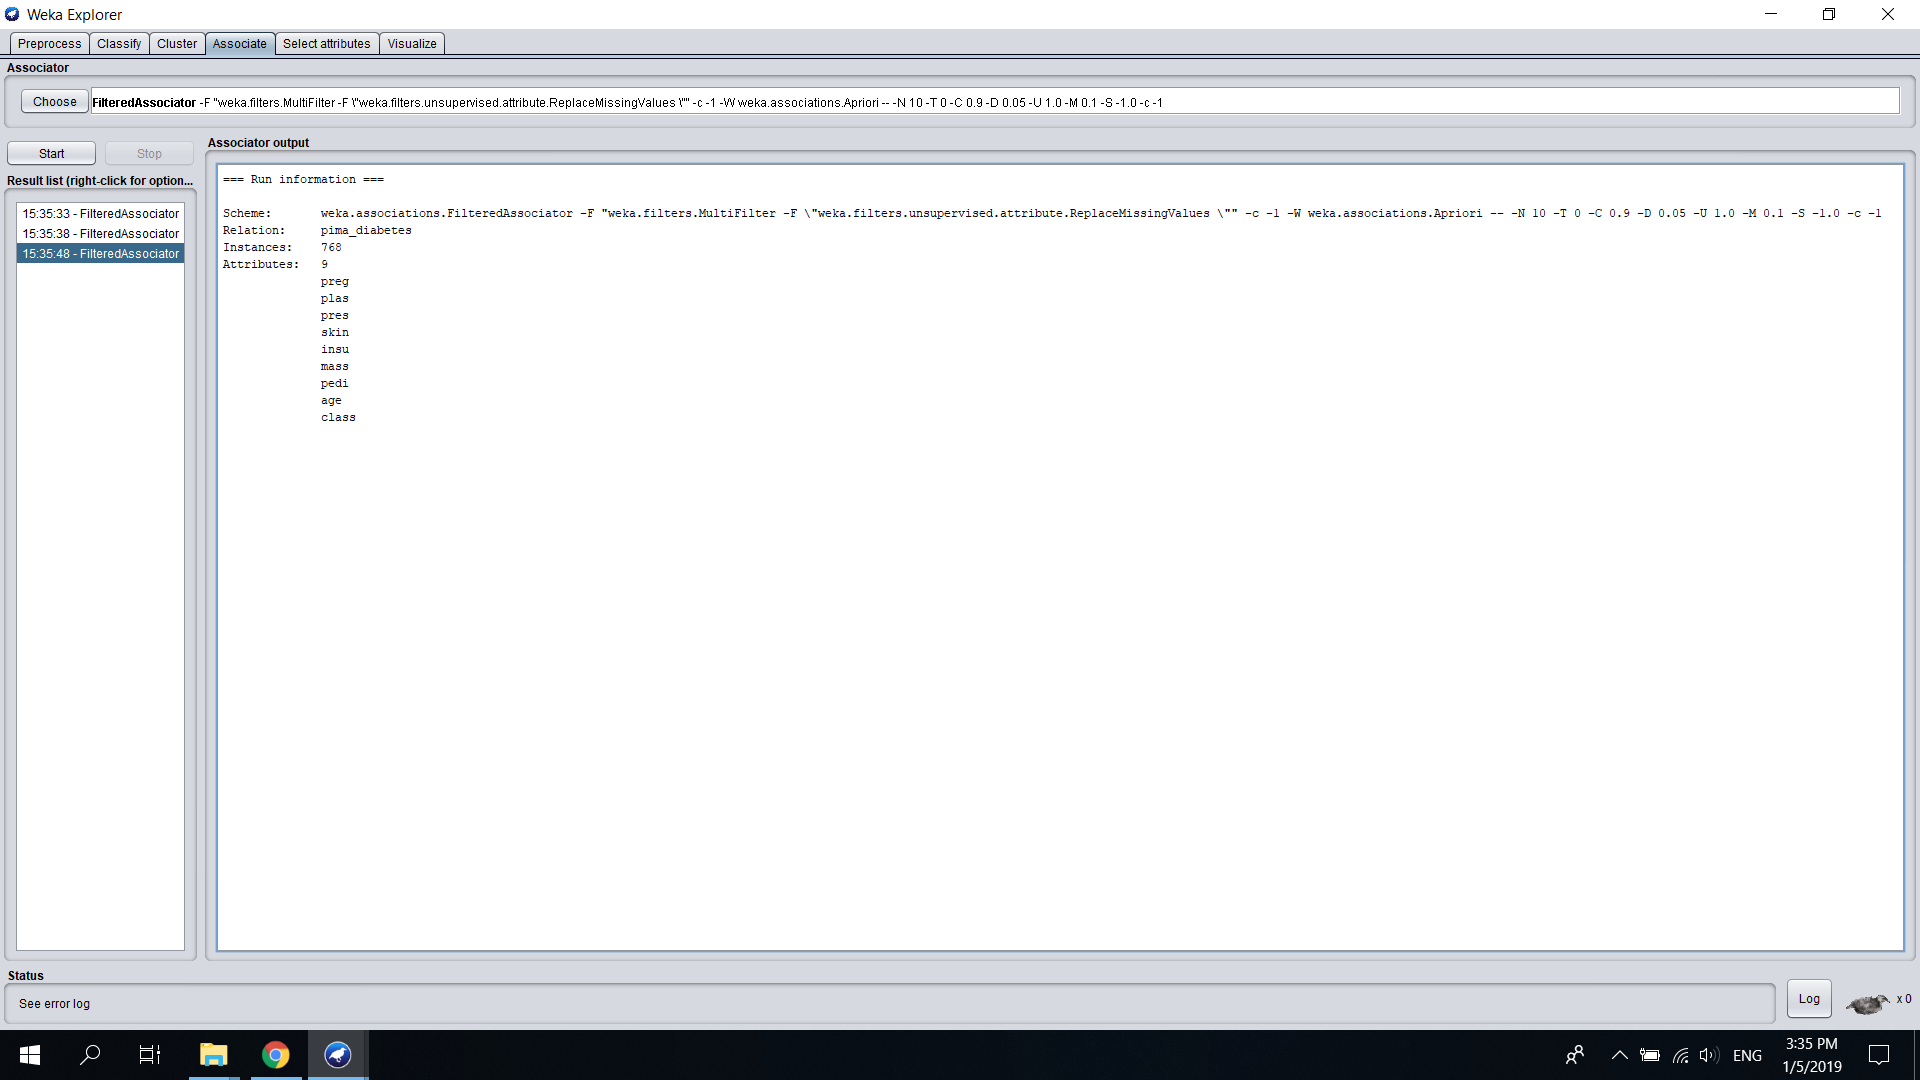 Weka Explorer
Preprocess Classify Cluster Associate Select attributes Visualize
Associator
Choose FilteredAssociator -F "weka.filters.MultiFilter -F \"weka.filters.unsupervised.attribute.ReplaceMissingValues \"" -c -1 -W weka.associations.Apriori -- -N 10 -T 0 -C 0.9 -D 0.05 -U 1.0 -M 0.1 -S -1.0 -c -1
Start Stop
Result list (right-click for option...
15:35:33 - FilteredAssociator
15:35:38 - FilteredAssociator
15:35:48 - FilteredAssociator
Associator output
=== Run information ===
Scheme: weka.associations.FilteredAssociator -F "weka.filters.MultiFilter -F \"weka.filters.unsupervised.attribute.ReplaceMissingValues \"" -c -1 -W weka.associations.Apriori -- -N 10 -T 0 -C 0.9 -D 0.05 -U 1.0 -M 0.1 -S -1.0 -c -1
Relation: pima_diabetes
Instances: 768
Attributes: 9
preg
plas
pres
skin
insu
mass
pedi
age
class
Status
See error log
Log x 0
ENG
3:35 PM
1/5/2019